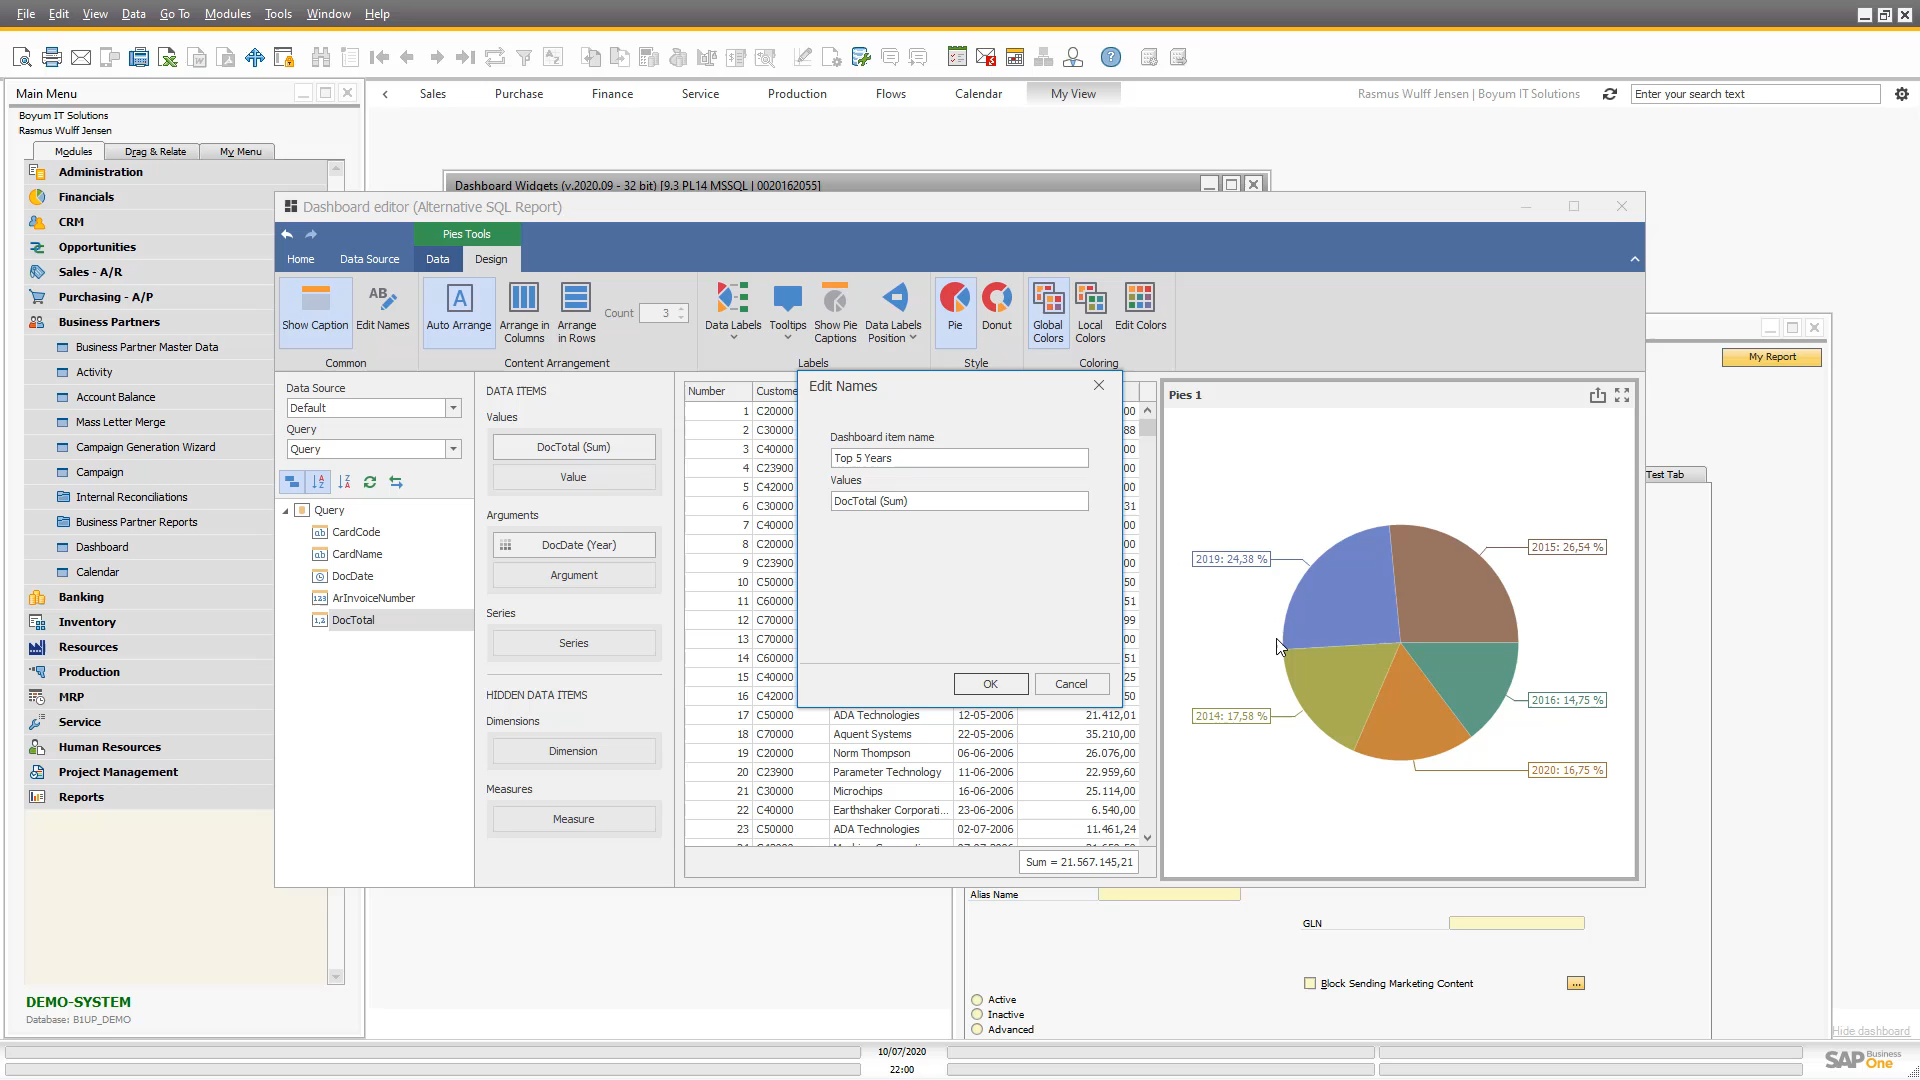 File Edit View Data Go To Modules Tools Window Help
Main Menu
Boyum IT Solutions
Rasmus Wulff Jensen
Modules Drag & Relate My Menu
Administration
Financials
CRM
Opportunities
Sales - A/R
Purchasing - A/P
Business Partners
Business Partner Master Data
Activity
Account Balance
Mass Letter Merge
Campaign Generation Wizard
Campaign
Internal Reconciliations
Business Partner Reports
Dashboard
Calendar
Banking
Inventory
Resources
Production
MRP
Service
Human Resources
Project Management
Reports
DEMO-SYSTEM
Database: B1UP_DEMO
Sales Purchase Finance Service Production Flows Calendar My View
Rasmus Wulff Jensen | Boyum IT Solutions
Enter your search text
Dashboard Widgets (v.2020.09 - 32 bit) [9.3 PL14 MSSQL | 0020162055]
Dashboard editor (Alternative SQL Report)
Pies Tools
Home Data Source Data Design
Show Caption Edit Names
Common
Auto Arrange Arrange in Columns Arrange in Rows Count 3
Content Arrangement
Data Labels Tooltips Show Pie Captions Data Labels Position
Labels
Pie Donut
Style
Global Colors Local Colors Edit Colors
Coloring
Data Source
Default
Query
Query
Query
CardCode
CardName
DocDate
ArInvoiceNumber
DocTotal
DATA ITEMS
Values
DocTotal (Sum)
Value
Arguments
DocDate (Year)
Argument
Series
Series
HIDDEN DATA ITEMS
Dimensions
Dimension
Measures
Measure
Number Custome
1 C20000 00
2 C30000 88
3 C40000 00
4 C23900 00
5 C42000 00
6 C30000 31
7 C40000 00
8 C20000 00
9 C23900 00
10 C50000 50
11 C60000 51
12 C70000 99
13 C70000 00
14 C60000 51
15 C40000 25
16 C42000 50
17 C50000 ADA Technologies 12-05-2006 21.412,01
18 C70000 Aquent Systems 22-05-2006 35.210,00
19 C20000 Norm Thompson 06-06-2006 26.076,00
20 C23900 Parameter Technology 11-06-2006 22.959,60
21 C30000 Microchips 16-06-2006 25.114,00
22 C40000 Earthshaker Corporati... 23-06-2006 6.540,00
23 C50000 ADA Technologies 02-07-2006 11.461,24
Sum = 21.567.145,21
Edit Names
Dashboard item name
Top 5 Years
Values
DocTotal (Sum)
OK Cancel
Pies 1
2019: 24,38 %
2015: 26,54 %
2014: 17,58 %
2016: 14,75 %
2020: 16,75 %
My Report
Test Tab
Alias Name
GLN
Block Sending Marketing Content
...
Active
Inactive
Advanced
Hide dashboard
10/07/2020
22:00
SAP Business One